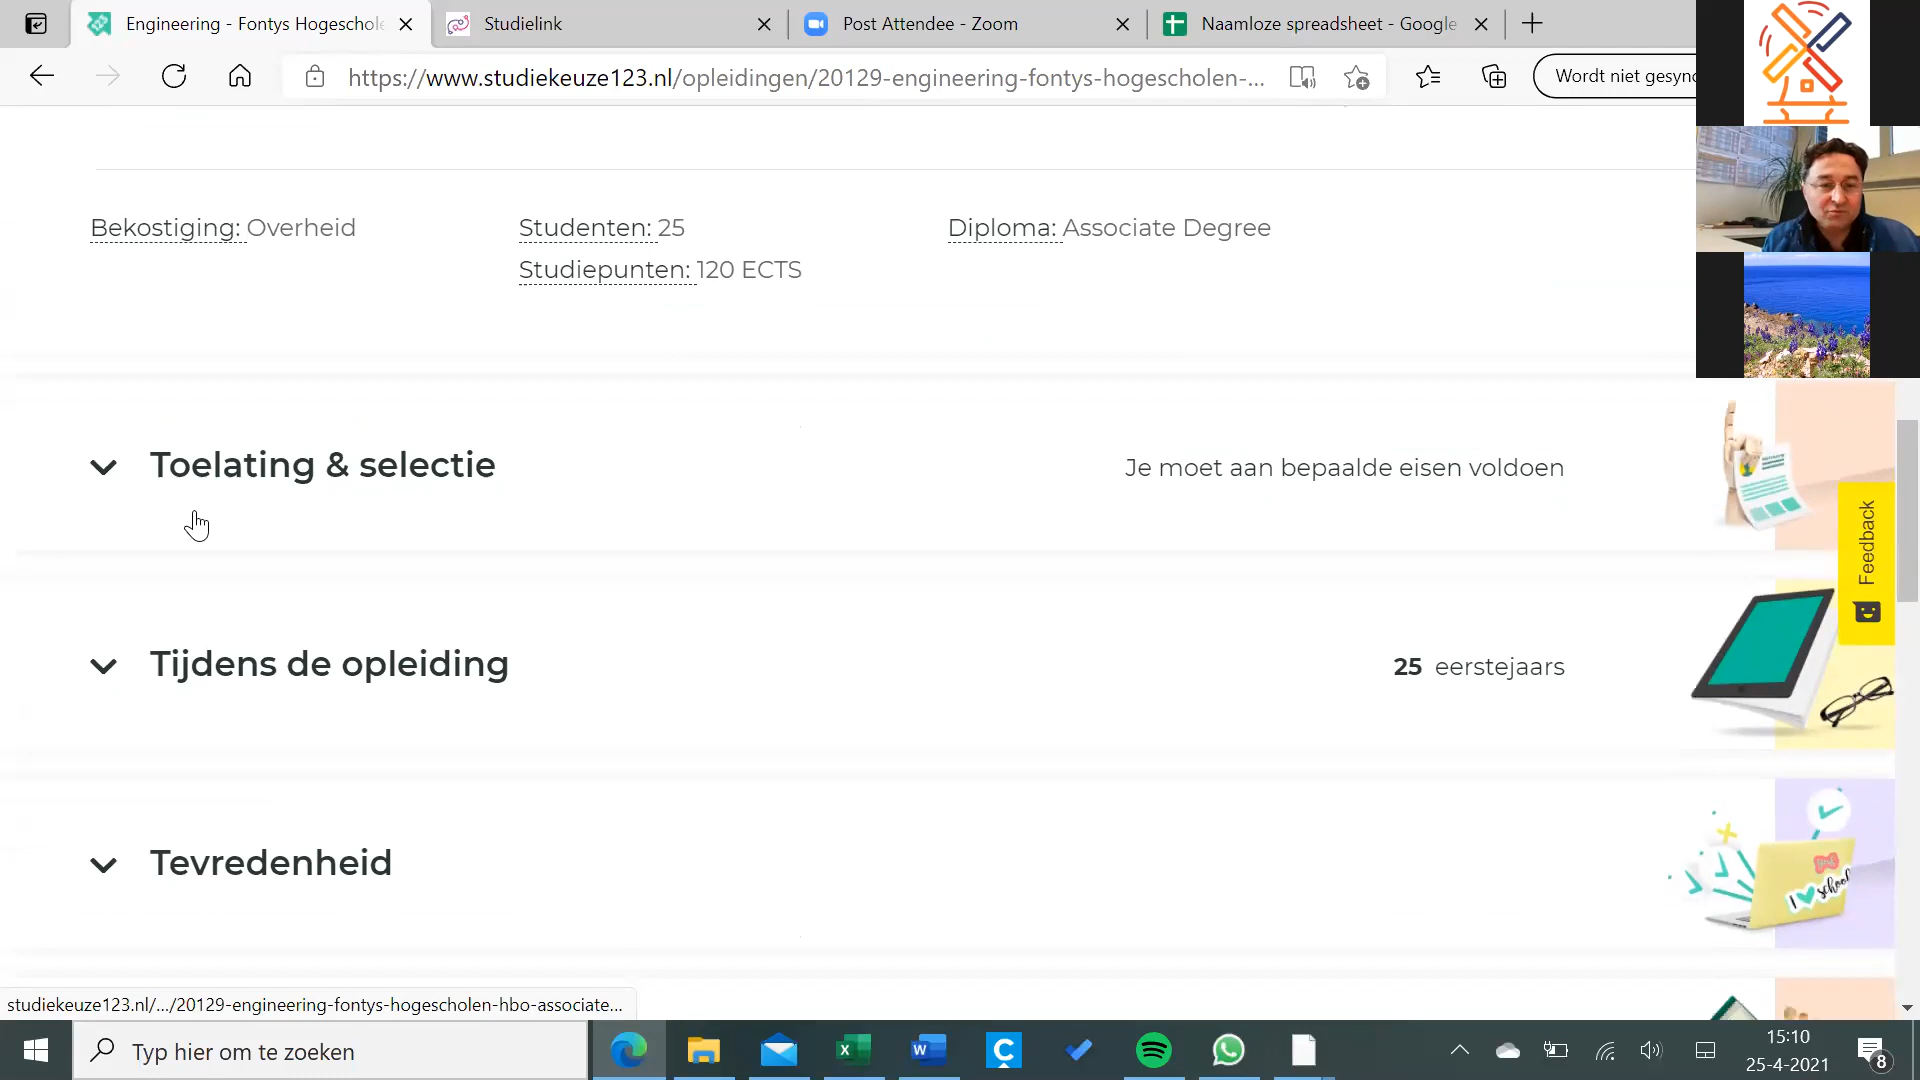 Engineering - Fontys Hogeschole
Studielink
Post Attendee - Zoom
Naamloze spreadsheet - Google
https://www.studiekeuze123.nl/opleidingen/20129-engineering-fontys-hogescholen-...
Wordt niet gesync
Bekostiging: Overheid
Studenten: 25
Diploma: Associate Degree
Studiepunten: 120 ECTS
Toelating & selectie
Je moet aan bepaalde eisen voldoen
Feedback
Tijdens de opleiding
25 eerstejaars
Tevredenheid
I school
studiekeuze123.nl/.../20129-engineering-fontys-hogescholen-hbo-associate...
Typ hier om te zoeken
15:10
25-4-2021
8